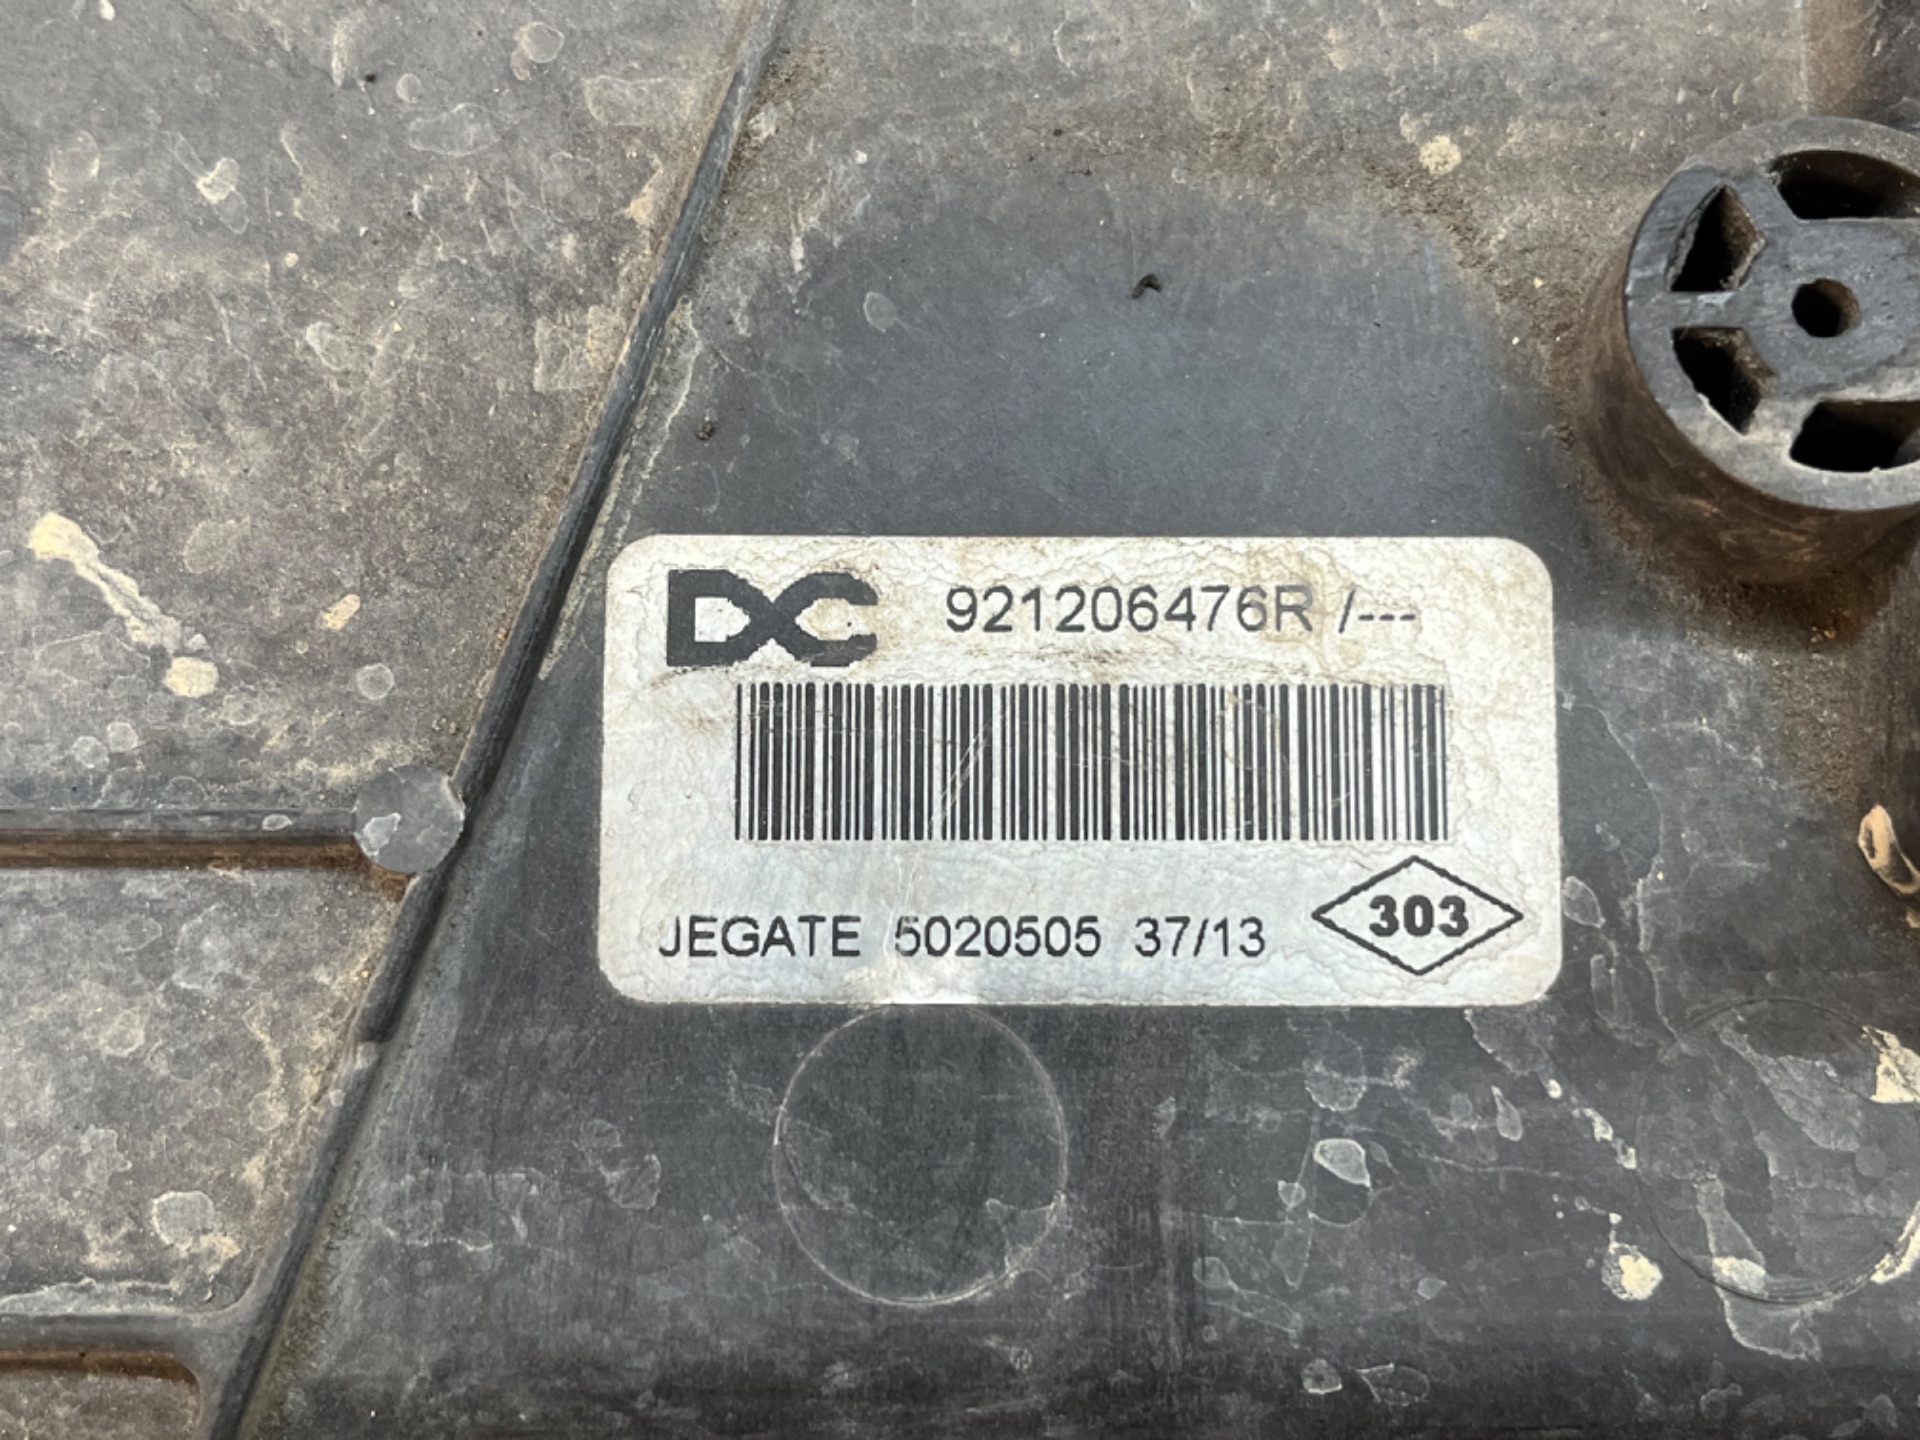 DC 921206476R /---
JEGATE 5020505 37/13 303